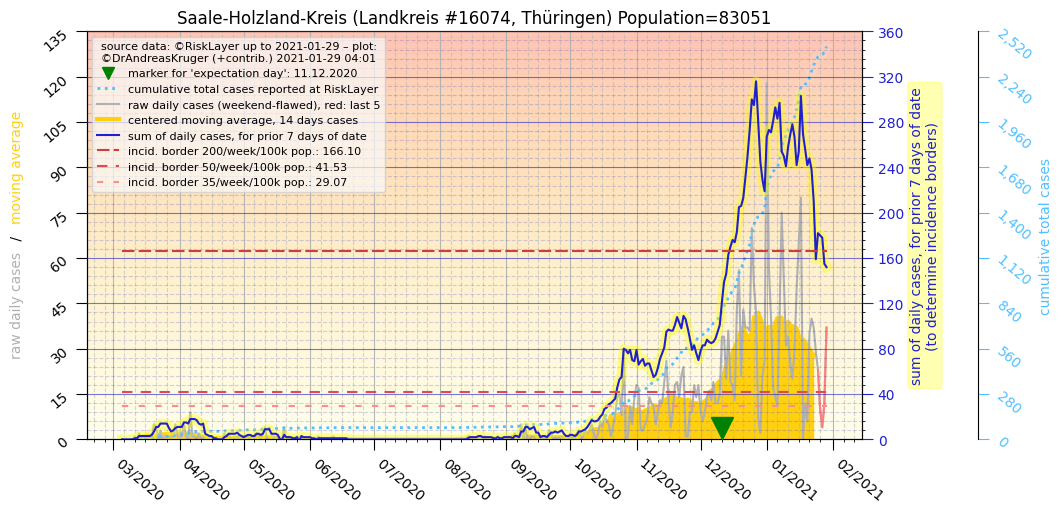 Saale-Holzland-Kreis (Landkreis #16074, Thüringen) Population=83051
source data: ©RiskLayer up to 2021-01-29 – plot:
©DrAndreasKruger (+contrib.) 2021-01-29 04:01
marker for 'expectation day': 11.12.2020
cumulative total cases reported at RiskLayer
raw daily cases (weekend-flawed), red: last 5
centered moving average, 14 days cases
sum of daily cases, for prior 7 days of date
incid. border 200/week/100k pop.: 166.10
incid. border 50/week/100k pop.: 41.53
incid. border 35/week/100k pop.: 29.07
raw daily cases / moving average
135
120
105
90
75
60
45
30
15
0
03/2020
04/2020
05/2020
06/2020
07/2020
08/2020
09/2020
10/2020
11/2020
12/2020
01/2021
02/2021
360
320
280
240
200
160
120
80
40
0
sum of daily cases, for prior 7 days of date
(to determine incidence borders)
2,520
2,240
1,960
1,680
1,400
1,120
840
560
280
0
cumulative total cases